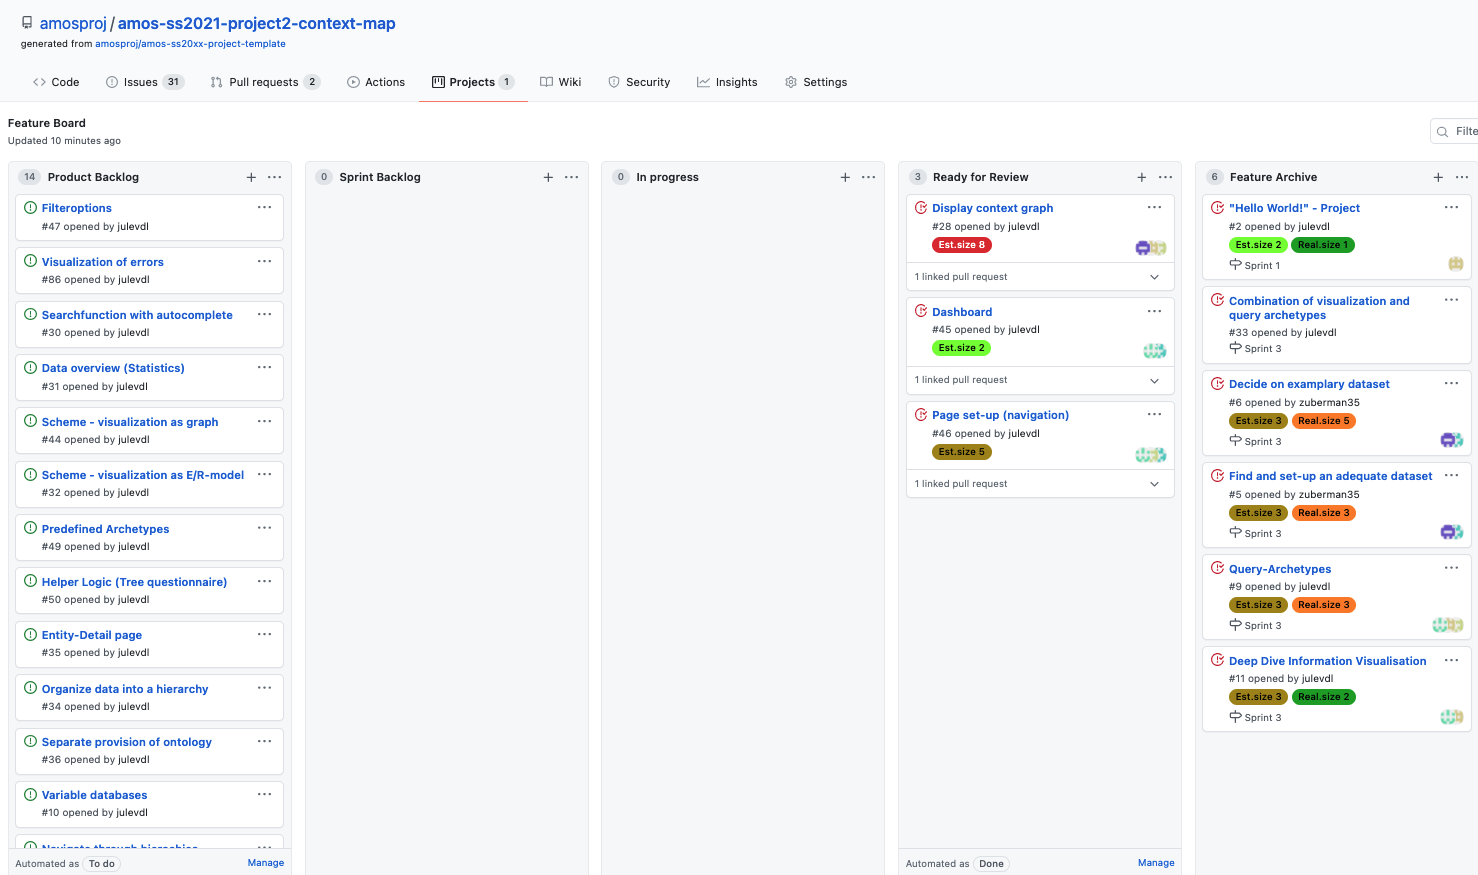 amosproj / amos-ss2021-project2-context-map
generated from amosproj/amos-ss20xx-project-template
Code
Issues 31
Pull requests 2
Actions
Projects 1
Wiki
Security
Insights
Settings
Feature Board
Updated 10 minutes ago
Filte
14 Product Backlog
Filteroptions
#47 opened by julevdl
Visualization of errors
#86 opened by julevdl
Searchfunction with autocomplete
#30 opened by julevdl
Data overview (Statistics)
#31 opened by julevdl
Scheme - visualization as graph
#44 opened by julevdl
Scheme - visualization as E/R-model
#32 opened by julevdl
Predefined Archetypes
#49 opened by julevdl
Helper Logic (Tree questionnaire)
#50 opened by julevdl
Entity-Detail page
#35 opened by julevdl
Organize data into a hierarchy
#34 opened by julevdl
Separate provision of ontology
#36 opened by julevdl
Variable databases
#10 opened by julevdl
Navigate through hierachies
Automated as To do
Manage
0 Sprint Backlog
0 In progress
3 Ready for Review
Display context graph
#28 opened by julevdl
Est.size 8
1 linked pull request
Dashboard
#45 opened by julevdl
Est.size 2
1 linked pull request
Page set-up (navigation)
#46 opened by julevdl
Est.size 5
1 linked pull request
Automated as Done
Manage
6 Feature Archive
"Hello World!" - Project
#2 opened by julevdl
Est.size 2 Real.size 1
Sprint 1
Combination of visualization and
query archetypes
#33 opened by julevdl
Sprint 3
Decide on examplary dataset
#6 opened by zuberman35
Est.size 3 Real.size 5
Sprint 3
Find and set-up an adequate dataset
#5 opened by zuberman35
Est.size 3 Real.size 3
Sprint 3
Query-Archetypes
#9 opened by julevdl
Est.size 3 Real.size 3
Sprint 3
Deep Dive Information Visualisation
#11 opened by julevdl
Est.size 3 Real.size 2
Sprint 3